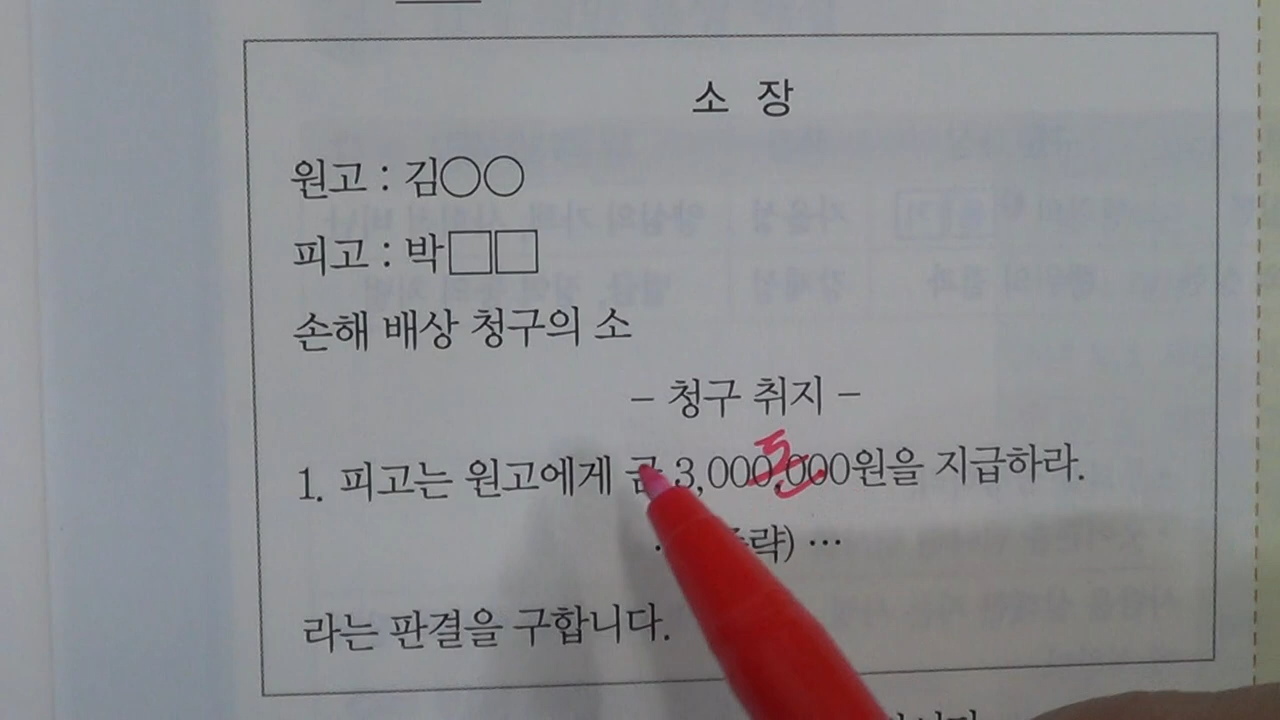 소 장
원고 : 김○○
피고 : 박□□
손해 배상 청구의 소
– 청구 취지 –
1. 피고는 원고에게 금 3,000,000원을 지급하라.
략) …
라는 판결을 구합니다.